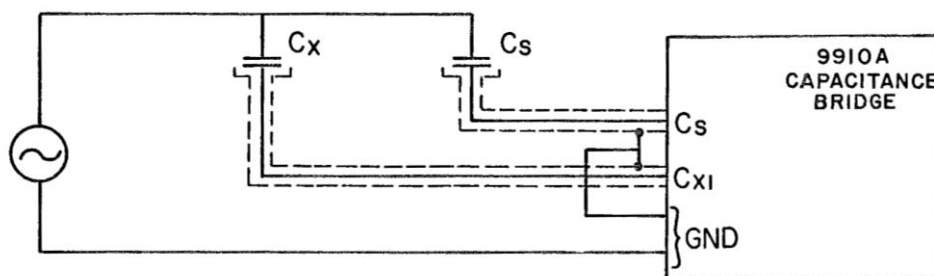 9910A
CAPACITANCE
BRIDGE
CX
CS
CS
CX1
GND